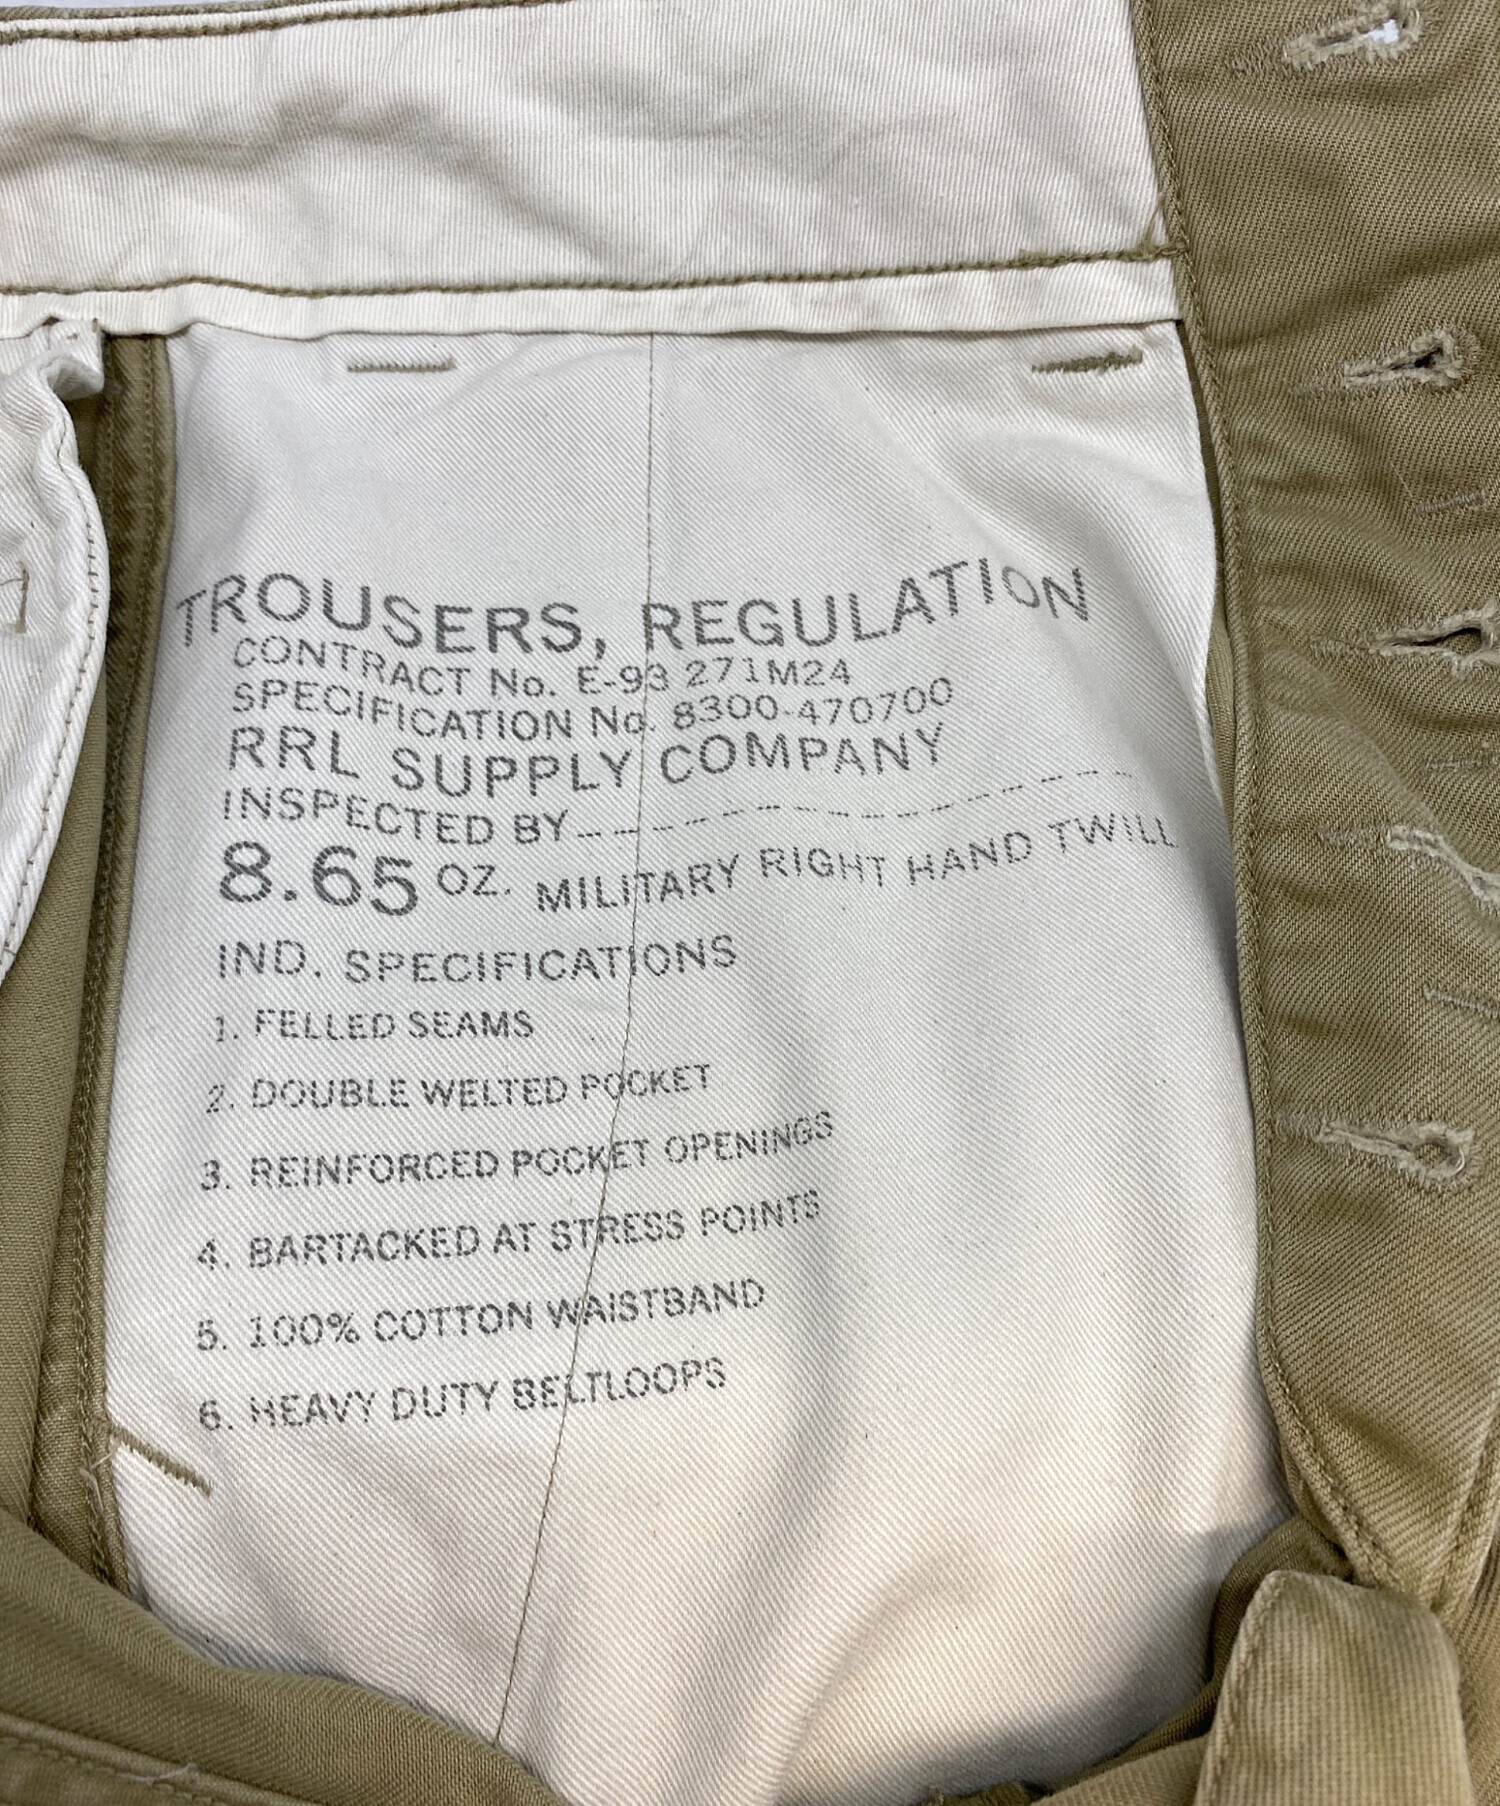 TROUSERS, REGULATION
CONTRACT No. E-93 271M24
SPECIFICATION No. 8300-470700
RRL SUPPLY COMPANY
INSPECTED BY
8.65 OZ. MILITARY RIGHT HAND TWILL
IND. SPECIFICATIONS
1. FELLED SEAMS
2. DOUBLE WELTED POCKET
3. REINFORCED POCKET OPENINGS
4. BARTACKED AT STRESS POINTS
5. 100% COTTON WAISTBAND
6. HEAVY DUTY BELTLOOPS